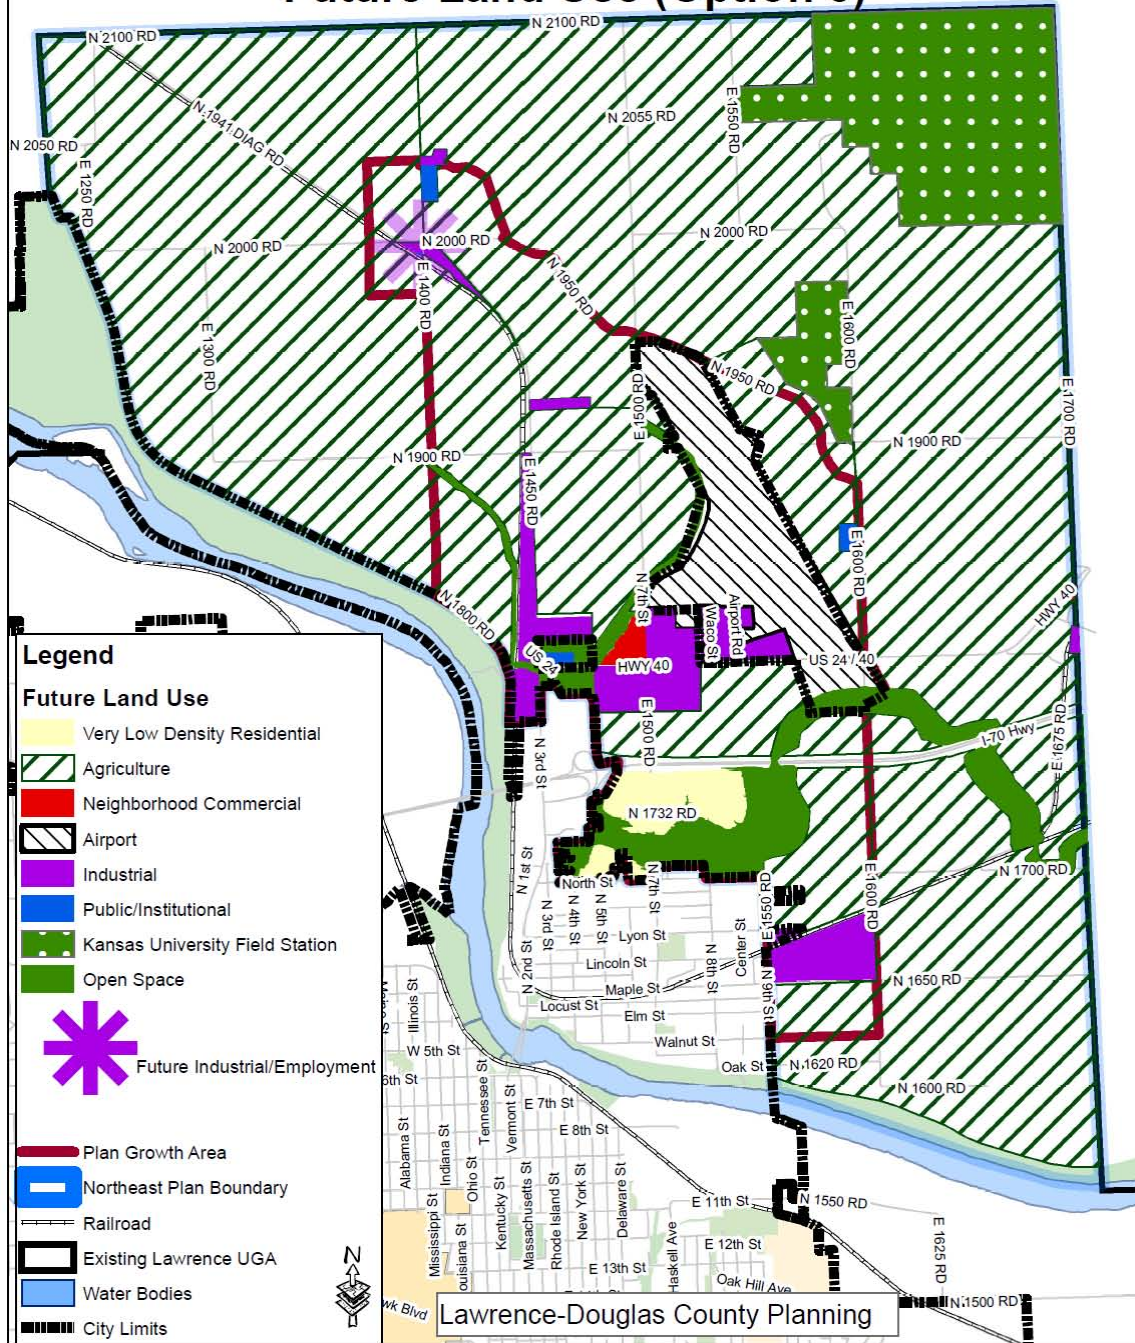 N 2100 RD
N 2100 RD
N 1941 DIAG RD
N 2055 RD
E 1550 RD
N 2050 RD
E 1250 RD
N 2000 RD
N 2000 RD
N 2000 RD
N 1950 RD
E 1400 RD
E 1300 RD
E 1600 RD
N 1950 RD
E 1500 RD
E 1700 RD
N 1900 RD
N 1900 RD
E 1450 RD
E 1600 RD
N 1800 RD
N 7th St
Waco St
Airport Rd
HWY 40
US 24
HWY 40
US 24 / 40
E 1500 RD
I-70 Hwy
E 1675 RD
N 3rd St
N 1732 RD
N 1st St
North St
N 7th St
N 1700 RD
E 1600 RD
E 1550 RD
N 3rd St
N 4th St
N 5th St
Lyon St
N 8th St
Center St
N 2nd St
Lincoln St
Maple St
N 9th St
N 1650 RD
Locust St
Elm St
Walnut St
Oak St
N 1620 RD
N 1600 RD
Illinois St
W 5th St
6th St
Tennessee St
Vermont St
E 7th St
E 8th St
Alabama St
Indiana St
Ohio St
Mississippi St
Kentucky St
Massachusetts St
Rhode Island St
New York St
Delaware St
E 11th St
N 1550 RD
Haskell Ave
E 12th St
E 13th St
Oak Hill Ave
E 1625 RD
N 1500 RD
Legend
Future Land Use
Very Low Density Residential
Agriculture
Neighborhood Commercial
Airport
Industrial
Public/Institutional
Kansas University Field Station
Open Space
Future Industrial/Employment
Plan Growth Area
Northeast Plan Boundary
Railroad
Existing Lawrence UGA
Water Bodies
City Limits
N
Lawrence-Douglas County Planning